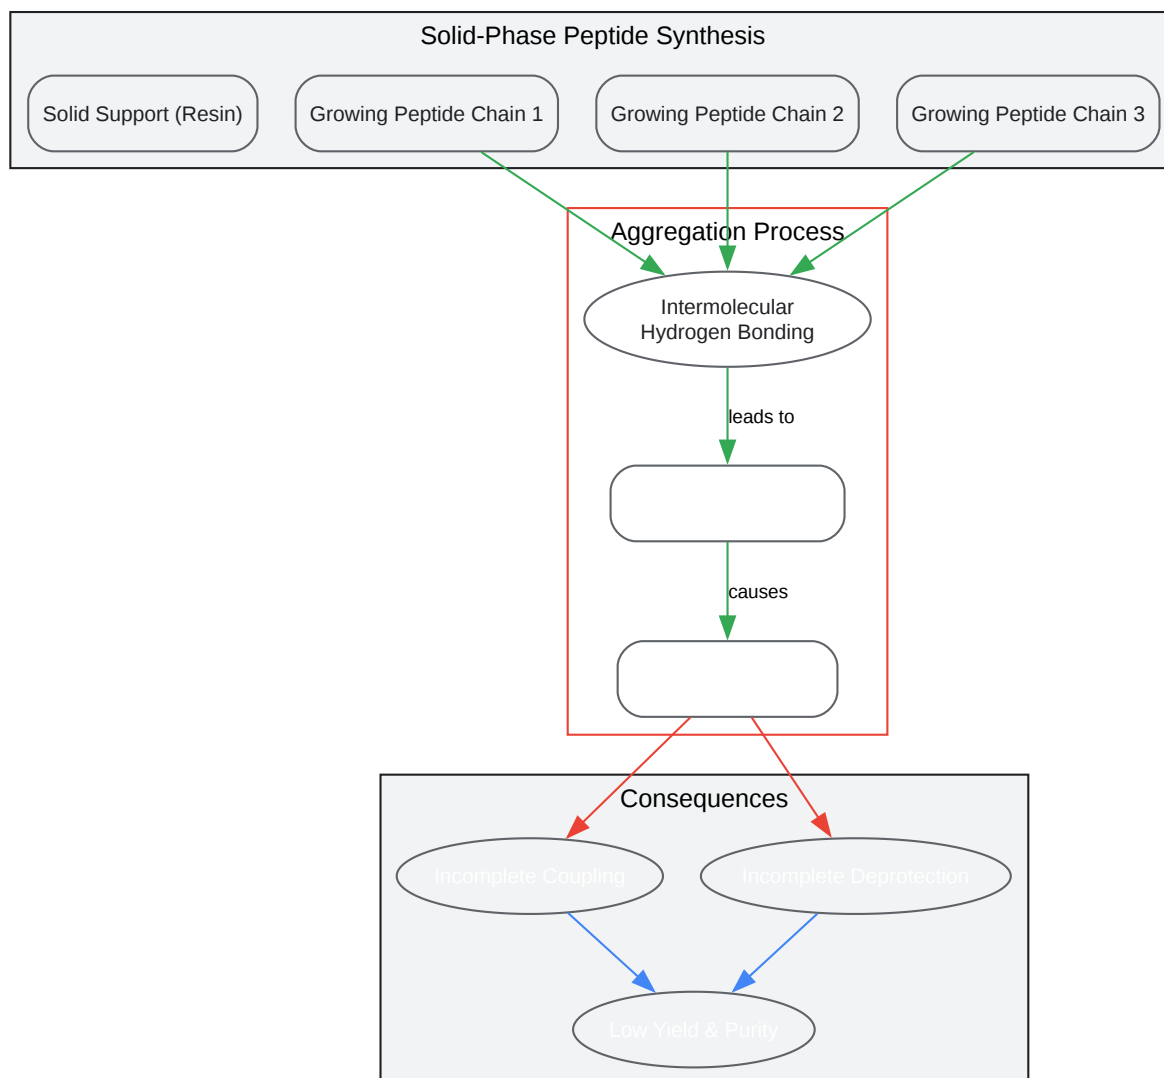 Solid-Phase Peptide Synthesis
Solid Support (Resin)
Growing Peptide Chain 1
Growing Peptide Chain 2
Growing Peptide Chain 3
Aggregation Process
Intermolecular
Hydrogen Bonding
leads to
causes
Consequences
Incomplete Coupling
Incomplete Deprotection
Low Yield & Purity